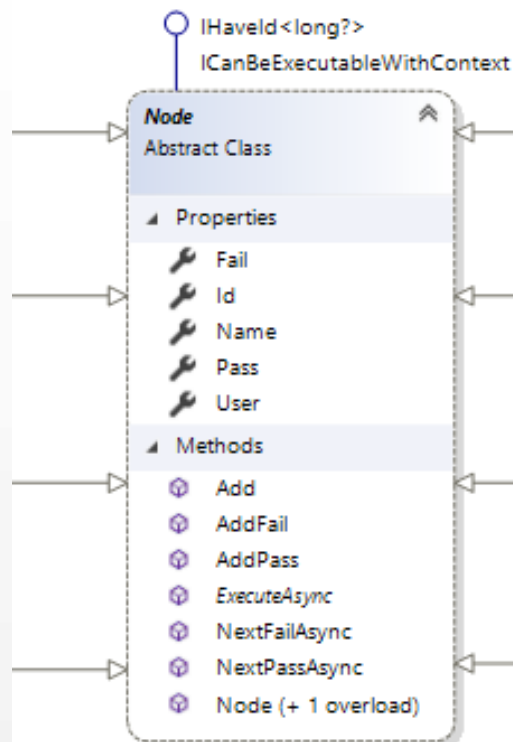 IHaveId<long?>
ICanBeExecutableWithContext
Node
Abstract Class
Properties
Fail
Id
Name
Pass
User
Methods
Add
AddFail
AddPass
ExecuteAsync
NextFailAsync
NextPassAsync
Node (+ 1 overload)